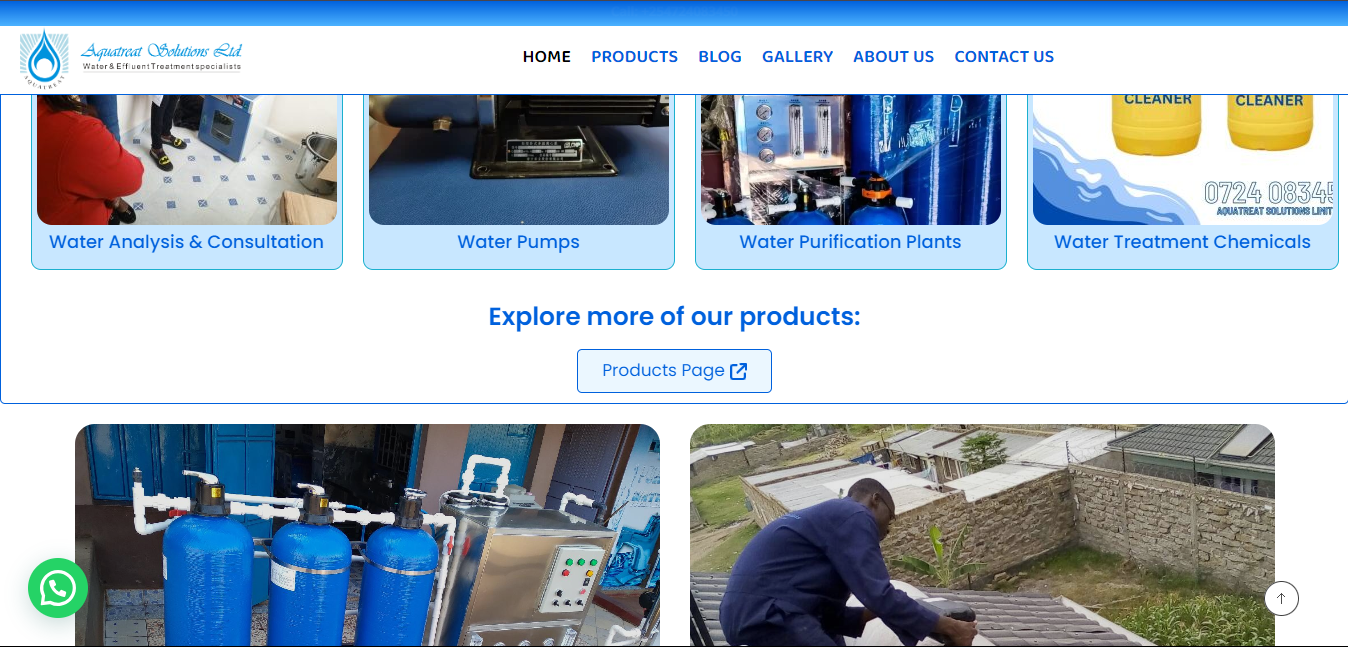 Aquatreat Solutions Ltd.
Water & Effluent Treatment specialists
AQUATREAT
HOME
PRODUCTS
BLOG
GALLERY
ABOUT US
CONTACT US
CLEANER
CLEANER
0724 08345
AQUATREAT SOLUTIONS LIMIT
Water Analysis & Consultation
Water Pumps
Water Purification Plants
Water Treatment Chemicals
Explore more of our products:
Products Page